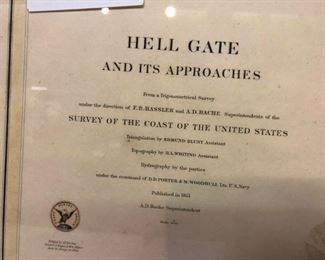 HELL GATE
AND ITS APPROACHES
From a Trigonometrical Survey
under the direction of F.R. HASSLER and A.D. BACHE Superintendents of the
SURVEY OF THE COAST OF THE UNITED STATES
Triangulation by EDMUND BLUNT Assistant
Topography by H.L. WHITING Assistant
Hydrography by the parties
under the command of D.D. PORTER & M. WOODHULL Lts. U.S. Navy
Published in 1851
A.D. Bache Superintendent